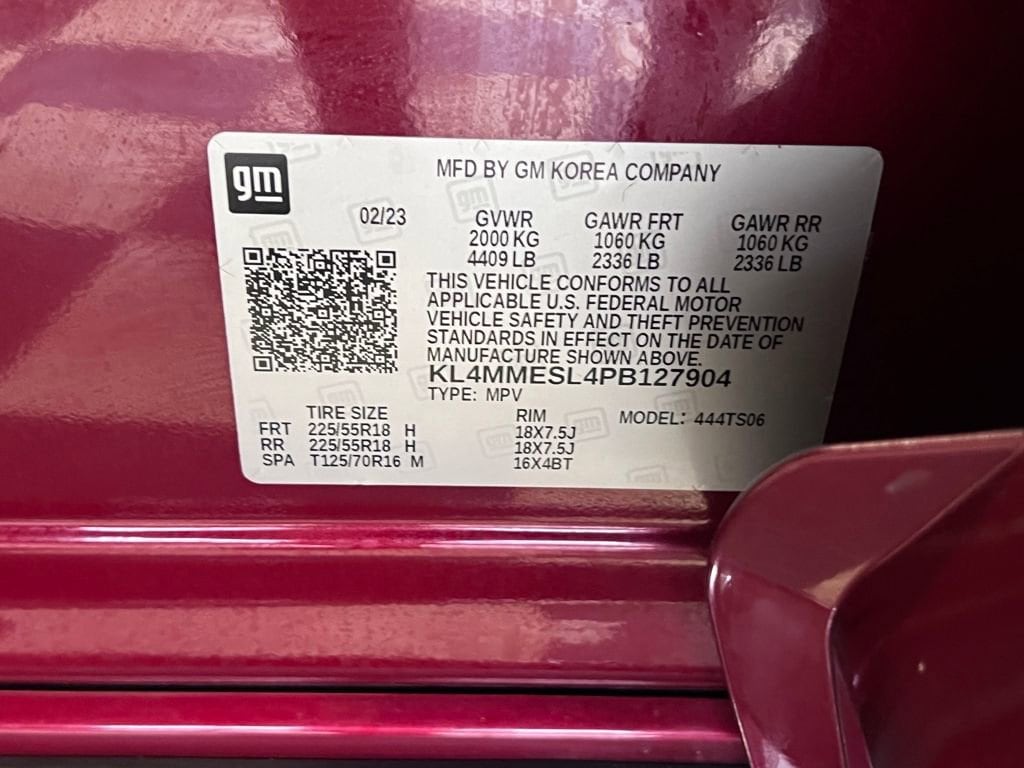 gm
MFD BY GM KOREA COMPANY
02/23 GVWR GAWR FRT GAWR RR
2000 KG 1060 KG 1060 KG
4409 LB 2336 LB 2336 LB
THIS VEHICLE CONFORMS TO ALL
APPLICABLE U.S. FEDERAL MOTOR
VEHICLE SAFETY AND THEFT PREVENTION
STANDARDS IN EFFECT ON THE DATE OF
MANUFACTURE SHOWN ABOVE.
KL4MMESL4PB127904
TYPE: MPV
TIRE SIZE RIM MODEL: 444TS06
FRT 225/55R18 H 18X7.5J
RR 225/55R18 H 18X7.5J
SPA T125/70R16 M 16X4BT